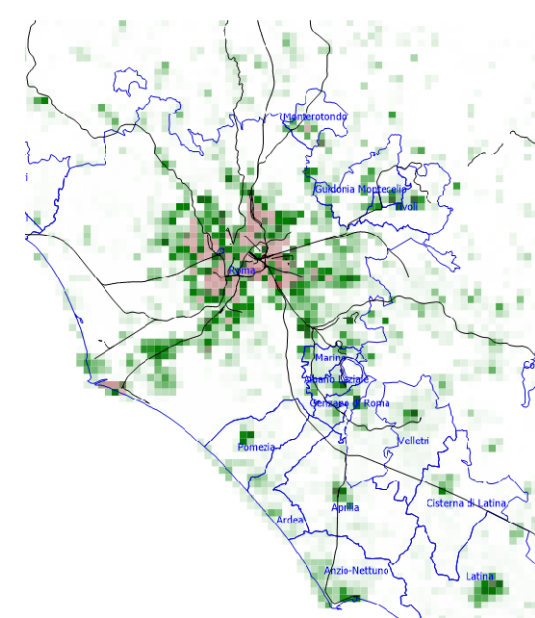 Monterotondo
Guidonia Montecelio
Tivoli
Roma
Marino
Albano Laziale
Genzano di Roma
Velletri
Pomezia
Cisterna di Latina
Aprilia
Ardea
Anzio-Nettuno
Latina